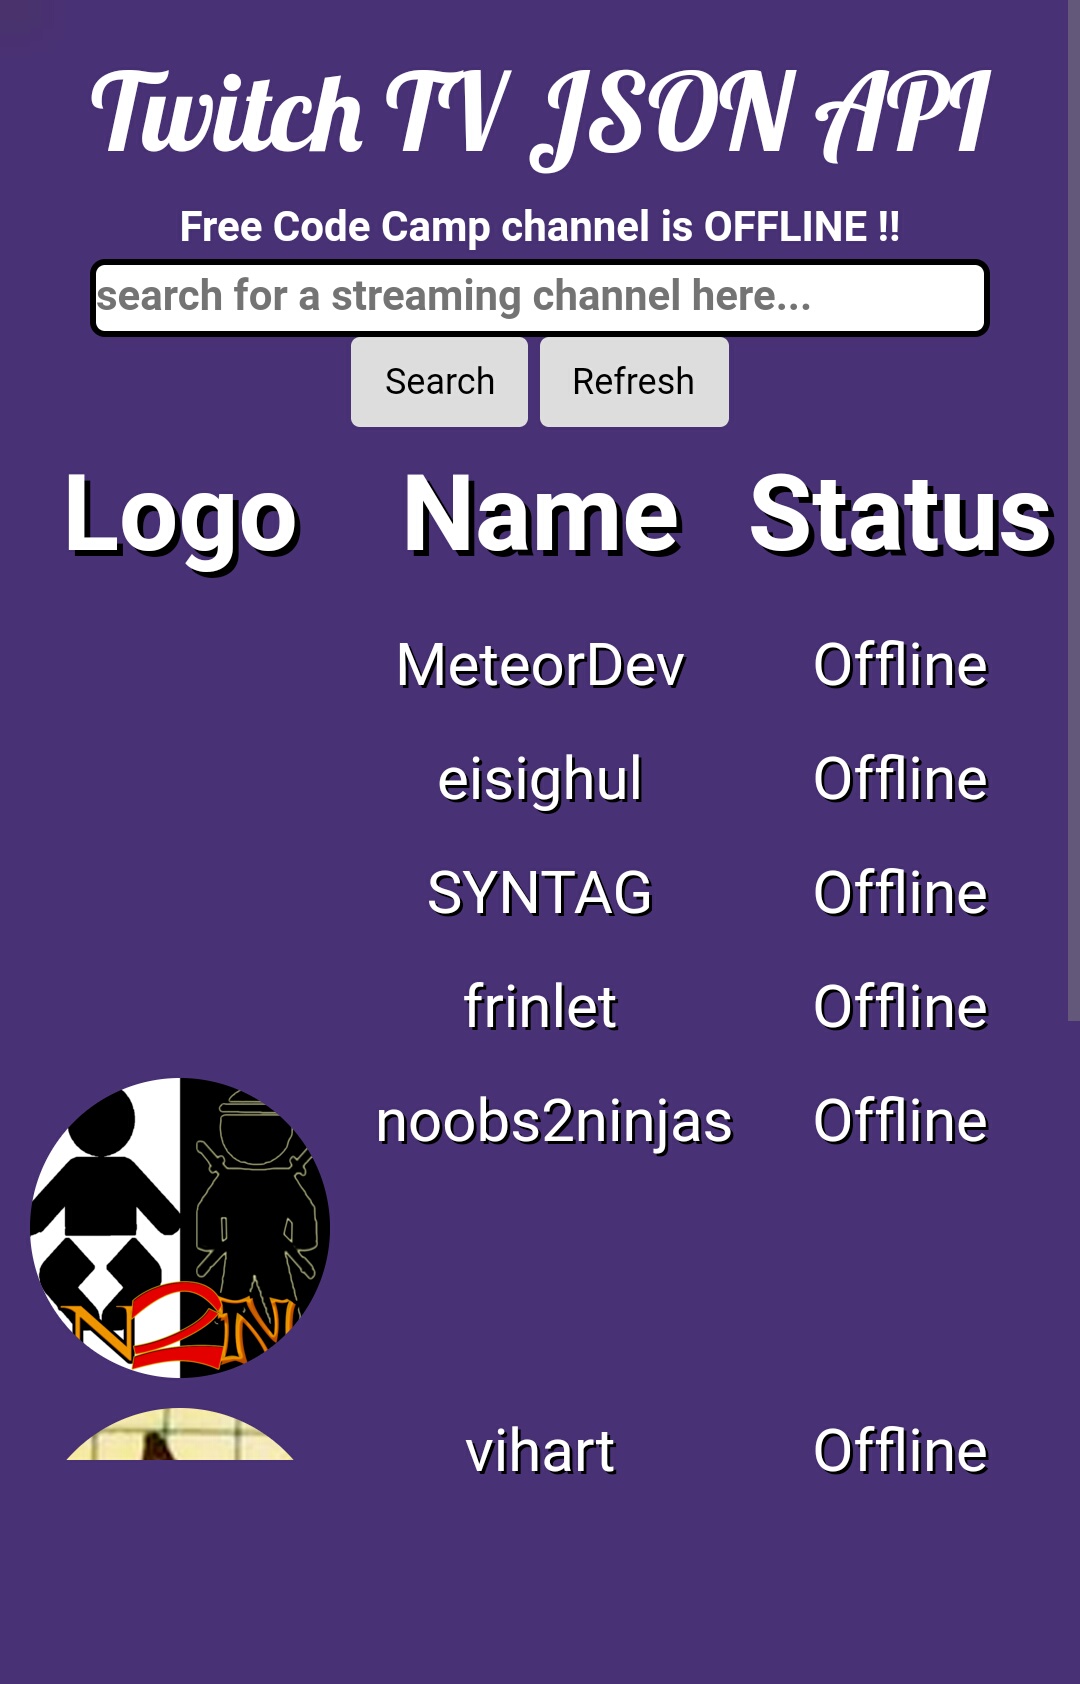 Twitch TV JSON API
Free Code Camp channel is OFFLINE !!
search for a streaming channel here...
Search Refresh
Logo Name Status
MeteorDev Offline
eisighul Offline
SYNTAG Offline
frinlet Offline
noobs2ninjas Offline
N2N
vihart Offline